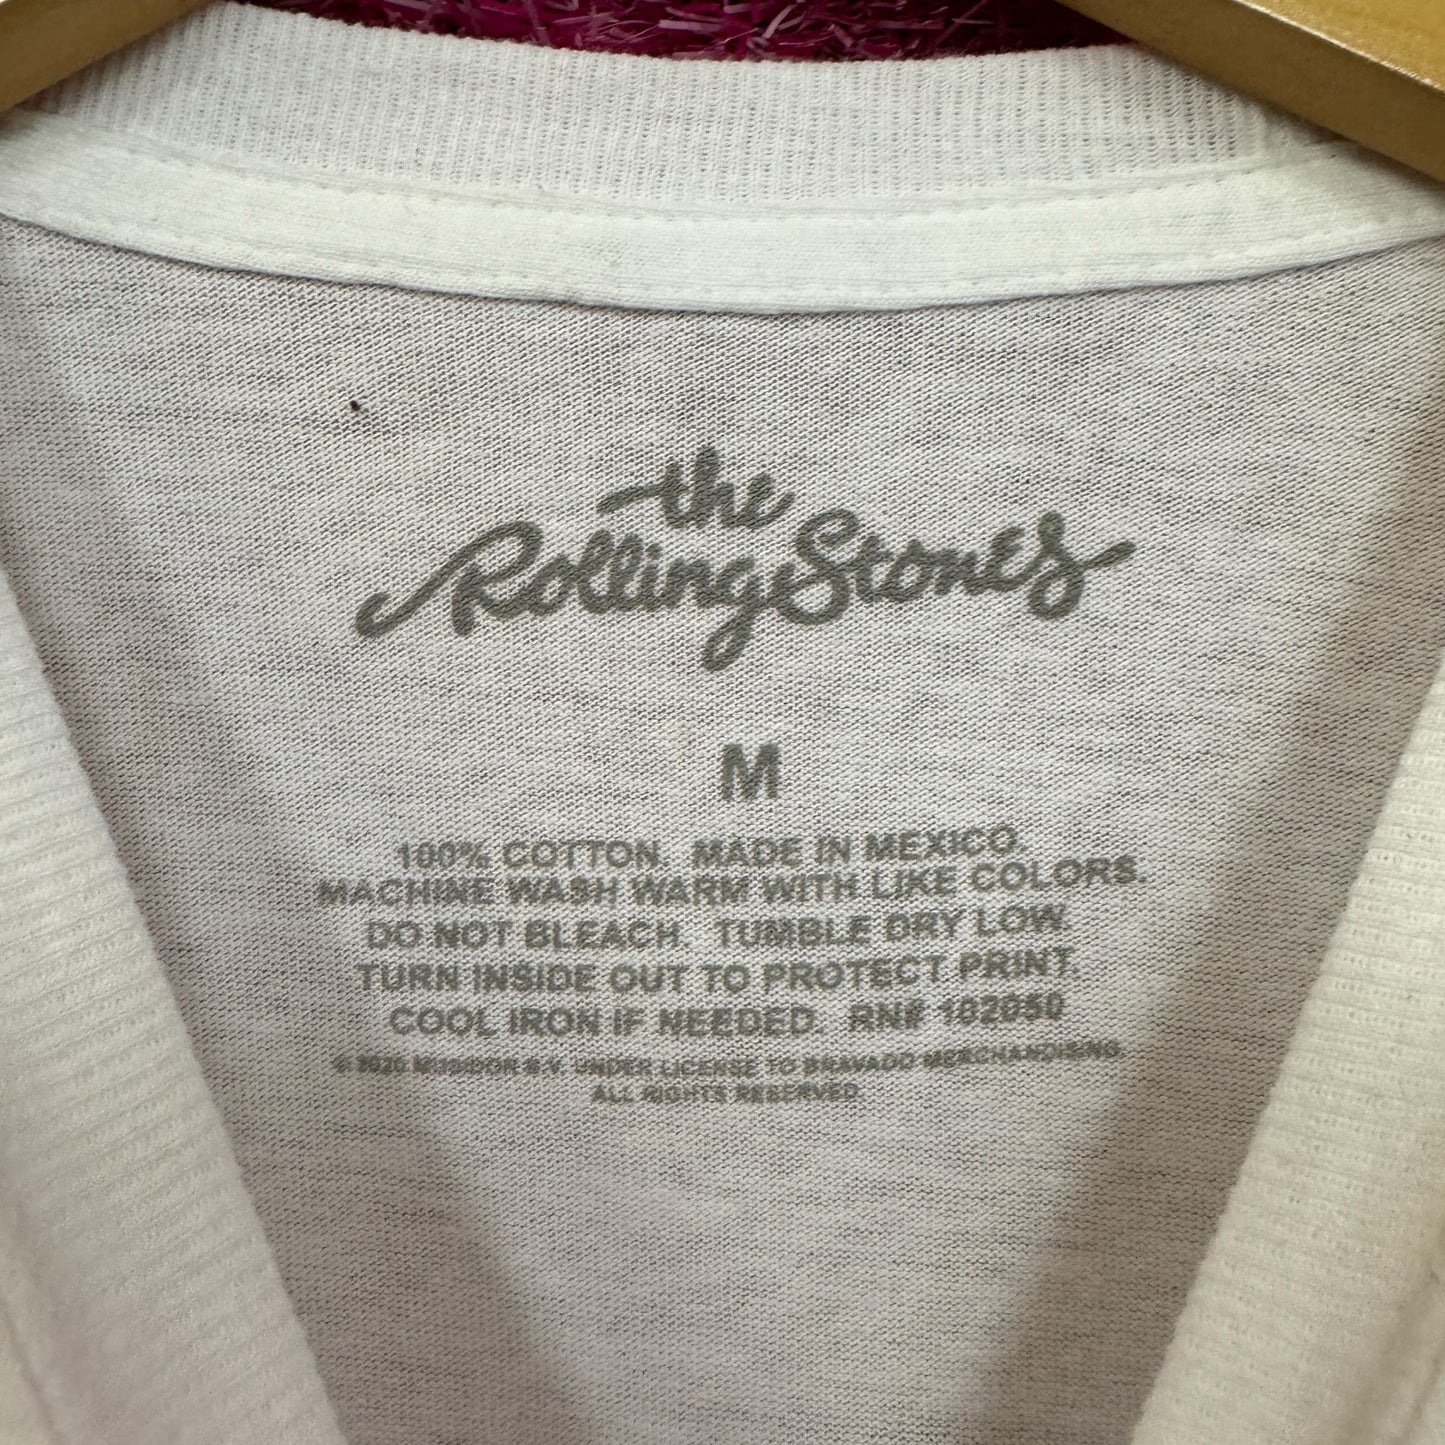 the
Rolling Stones
M
100% COTTON. MADE IN MEXICO.
MACHINE WASH WARM WITH LIKE COLORS.
DO NOT BLEACH. TUMBLE DRY LOW.
TURN INSIDE OUT TO PROTECT PRINT.
COOL IRON IF NEEDED. RN# 102050
© 2020 MUSIDOR B.V. UNDER LICENSE TO BRAVADO MERCHANDISING.
ALL RIGHTS RESERVED.